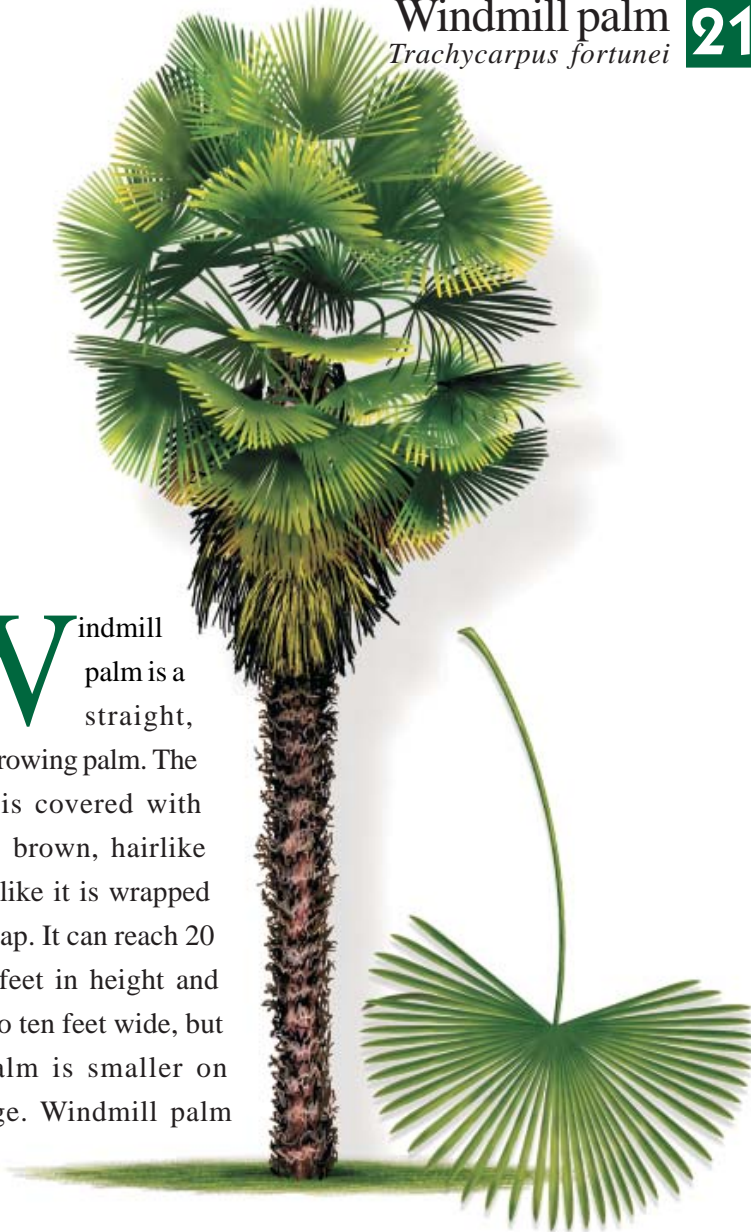 Windmill palm
Trachycarpus fortunei
21
Windmill
palm is a
straight,
rowing palm. The
is covered with
brown, hairlike
like it is wrapped
ap. It can reach 20
feet in height and
o ten feet wide, but
alm is smaller on
ge. Windmill palm